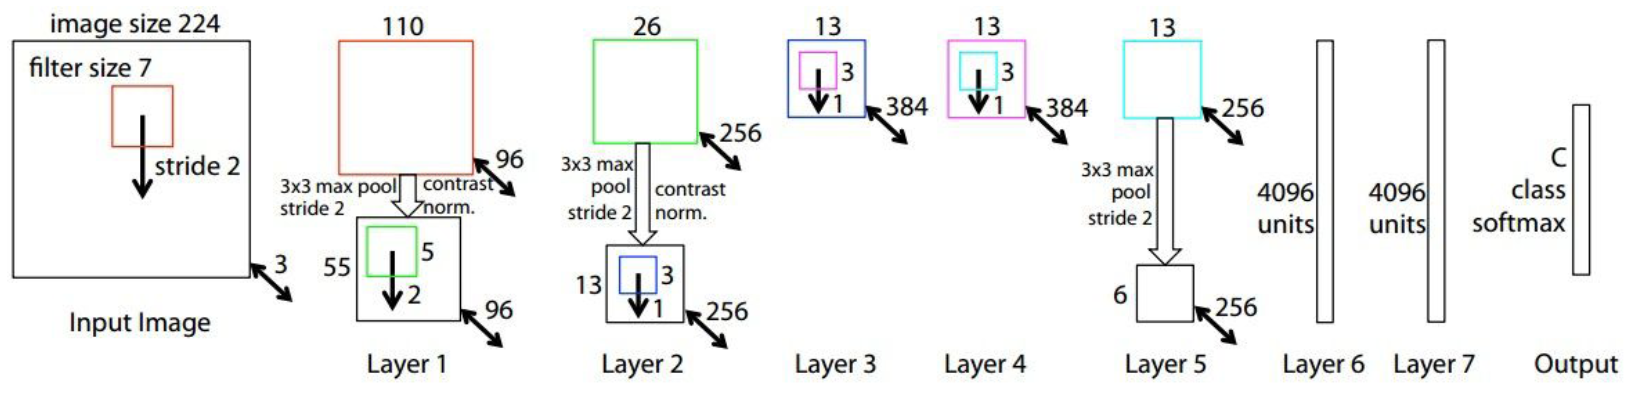 image size 224
filter size 7
stride 2
3
Input Image
110
96
3x3 max pool
stride 2
contrast
norm.
55
5
2
96
Layer 1
26
256
3x3 max
pool
stride 2
contrast
norm.
13
3
1
256
Layer 2
13
3
1
384
Layer 3
13
3
1
384
Layer 4
13
256
3x3 max
pool
stride 2
6
256
Layer 5
4096
units
Layer 6
4096
units
Layer 7
C
class
softmax
Output